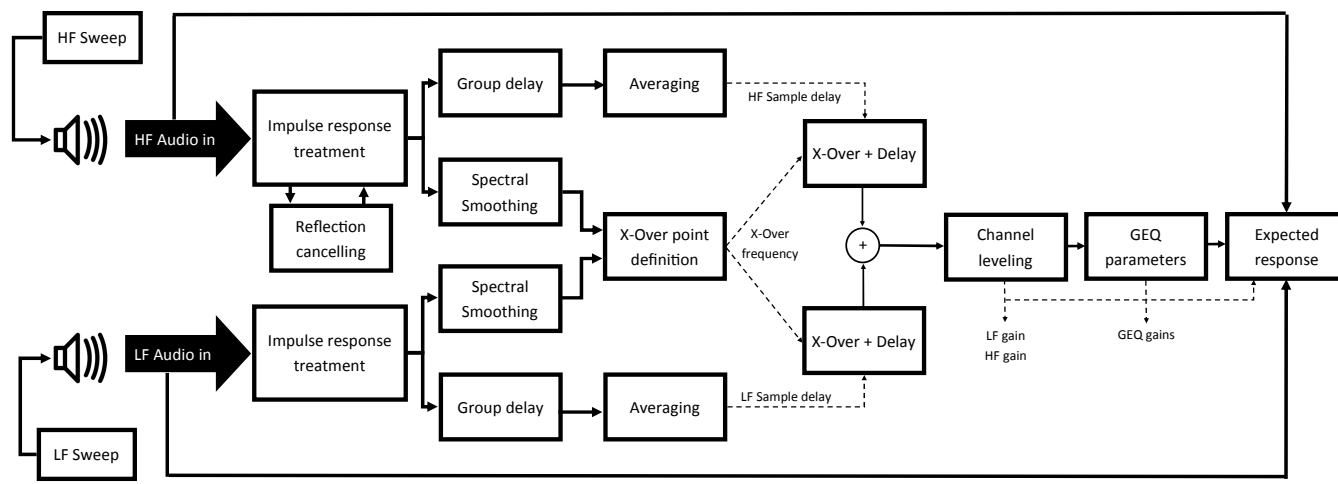 HF Sweep
HF Audio in
Impulse response
treatment
Reflection
cancelling
Group delay
Averaging
HF Sample delay
X-Over + Delay
Spectral
Smoothing
X-Over point
definition
X-Over
frequency
+
Channel
leveling
GEQ
parameters
Expected
response
Spectral
Smoothing
LF Audio in
Impulse response
treatment
X-Over + Delay
LF gain
HF gain
GEQ gains
Group delay
Averaging
LF Sample delay
LF Sweep